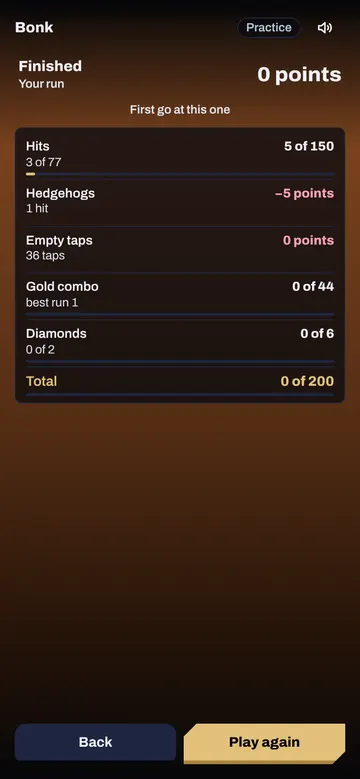 Bonk
Practice
Finished
Your run
0 points
First go at this one
Hits
5 of 150
3 of 77
Hedgehogs
−5 points
1 hit
Empty taps
0 points
36 taps
Gold combo
0 of 44
best run 1
Diamonds
0 of 6
0 of 2
Total
0 of 200
Back
Play again